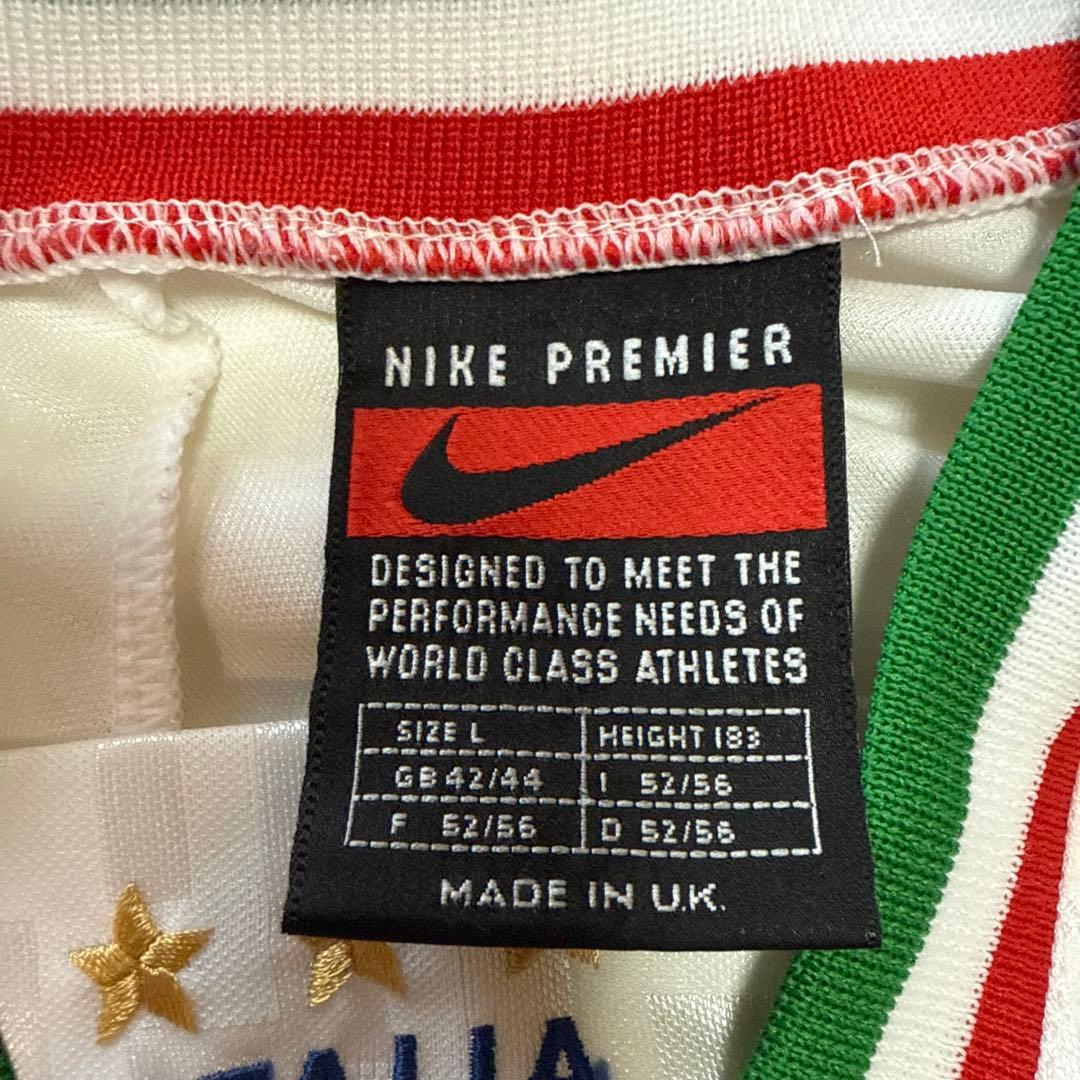 NIKE PREMIER
DESIGNED TO MEET THE
PERFORMANCE NEEDS OF
WORLD CLASS ATHLETES
SIZE L HEIGHT 183
GB 42/44 I 52/56
F 52/56 D 52/56
MADE IN U.K.
ITALIA